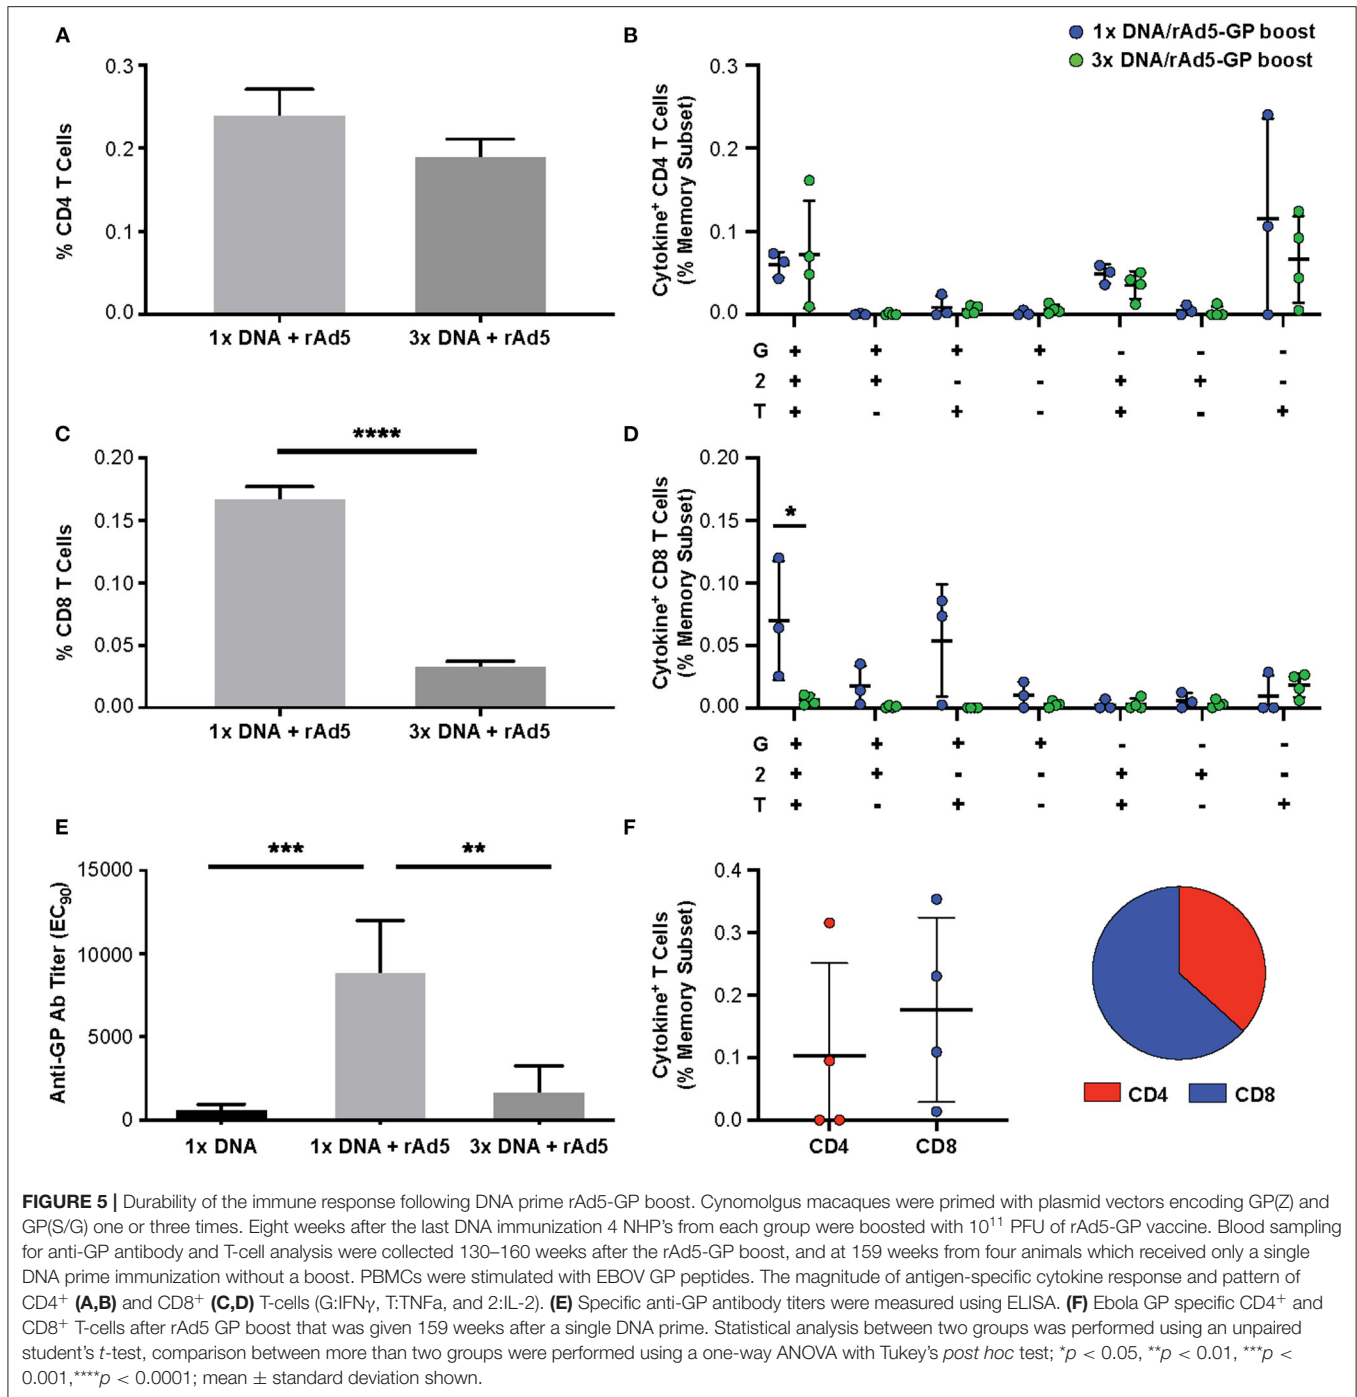 A
0.3
0.2
0.1
0.0
% CD4 T Cells
1x DNA + rAd5 3x DNA + rAd5
B
1x DNA/rAd5-GP boost
3x DNA/rAd5-GP boost
0.3
0.2
0.1
0.0
Cytokine+ CD4 T Cells
(% Memory Subset)
G + + + + - - -
2 + + - - + + -
T + - + - + - +
C
****
0.20
0.15
0.10
0.05
0.00
% CD8 T Cells
1x DNA + rAd5 3x DNA + rAd5
D
*
0.20
0.15
0.10
0.05
0.00
Cytokine+ CD8 T Cells
(% Memory Subset)
G + + + + - - -
2 + + - - + + -
T + - + - + - +
E
*** **
15000
10000
5000
0
Anti-GP Ab Titer (EC90)
1x DNA 1x DNA + rAd5 3x DNA + rAd5
F
0.4
0.3
0.2
0.1
0.0
Cytokine+ T Cells
(% Memory Subset)
CD4 CD8
CD4 CD8
FIGURE 5 | Durability of the immune response following DNA prime rAd5-GP boost. Cynomolgus macaques were primed with plasmid vectors encoding GP(Z) and
GP(S/G) one or three times. Eight weeks after the last DNA immunization 4 NHP's from each group were boosted with 10¹¹ PFU of rAd5-GP vaccine. Blood sampling
for anti-GP antibody and T-cell analysis were collected 130–160 weeks after the rAd5-GP boost, and at 159 weeks from four animals which received only a single
DNA prime immunization without a boost. PBMCs were stimulated with EBOV GP peptides. The magnitude of antigen-specific cytokine response and pattern of
CD4+ (A,B) and CD8+ (C,D) T-cells (G:IFNγ, T:TNFa, and 2:IL-2). (E) Specific anti-GP antibody titers were measured using ELISA. (F) Ebola GP specific CD4+ and
CD8+ T-cells after rAd5 GP boost that was given 159 weeks after a single DNA prime. Statistical analysis between two groups was performed using an unpaired
student's t-test, comparison between more than two groups were performed using a one-way ANOVA with Tukey's post hoc test; *p < 0.05, **p < 0.01, ***p <
0.001,****p < 0.0001; mean ± standard deviation shown.